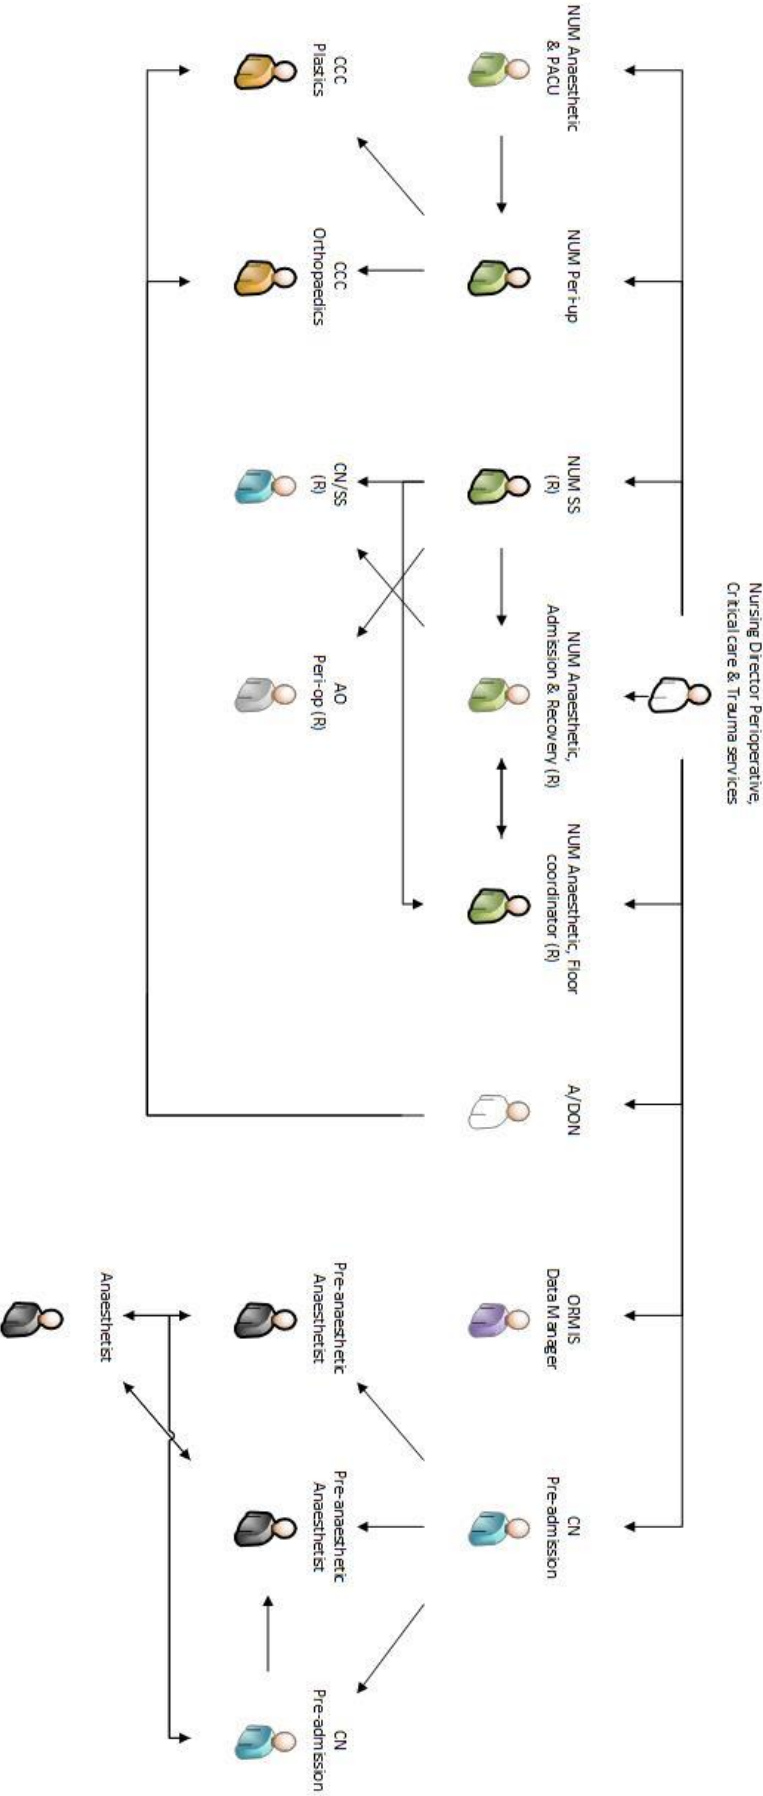 Nursing Director Perioperative,
Critical care & Trauma services
NUM Anaesthetic
& PACU
NUM Peri-up
NUM SS
(R)
NUM Anaesthetic,
Admission & Recovery (R)
NUM Anaesthetic, Floor
coordinator (R)
A/DON
ORMIS
Data Manager
CN
Pre-admission
CCC
Plastics
CCC
Orthopaedics
CN/SS
(R)
AO
Peri-op (R)
Pre-anaesthetic
Anaesthetist
Pre-anaesthetic
Anaesthetist
CN
Pre-admission
Anaesthetist